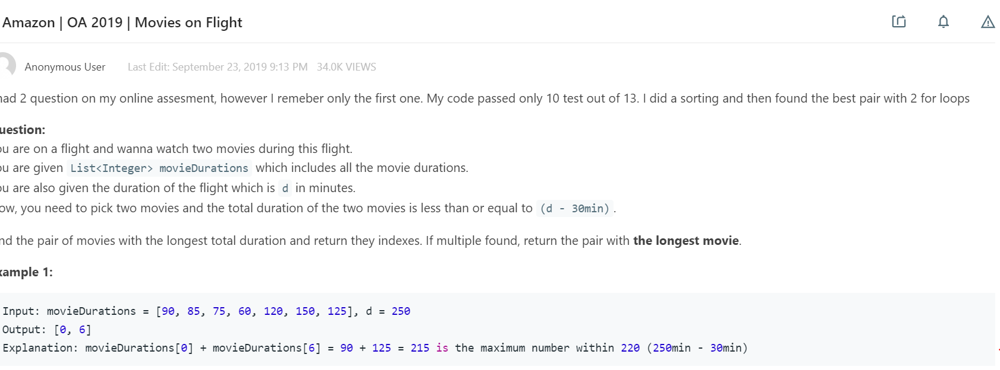 Amazon | OA 2019 | Movies on Flight
Anonymous User Last Edit: September 23, 2019 9:13 PM 34.0K VIEWS
had 2 question on my online assesment, however I remeber only the first one. My code passed only 10 test out of 13. I did a sorting and then found the best pair with 2 for loops
uestion:
ou are on a flight and wanna watch two movies during this flight.
ou are given List<Integer> movieDurations which includes all the movie durations.
ou are also given the duration of the flight which is d in minutes.
ow, you need to pick two movies and the total duration of the two movies is less than or equal to (d - 30min).
nd the pair of movies with the longest total duration and return they indexes. If multiple found, return the pair with the longest movie.
xample 1:
Input: movieDurations = [90, 85, 75, 60, 120, 150, 125], d = 250
Output: [0, 6]
Explanation: movieDurations[0] + movieDurations[6] = 90 + 125 = 215 is the maximum number within 220 (250min - 30min)